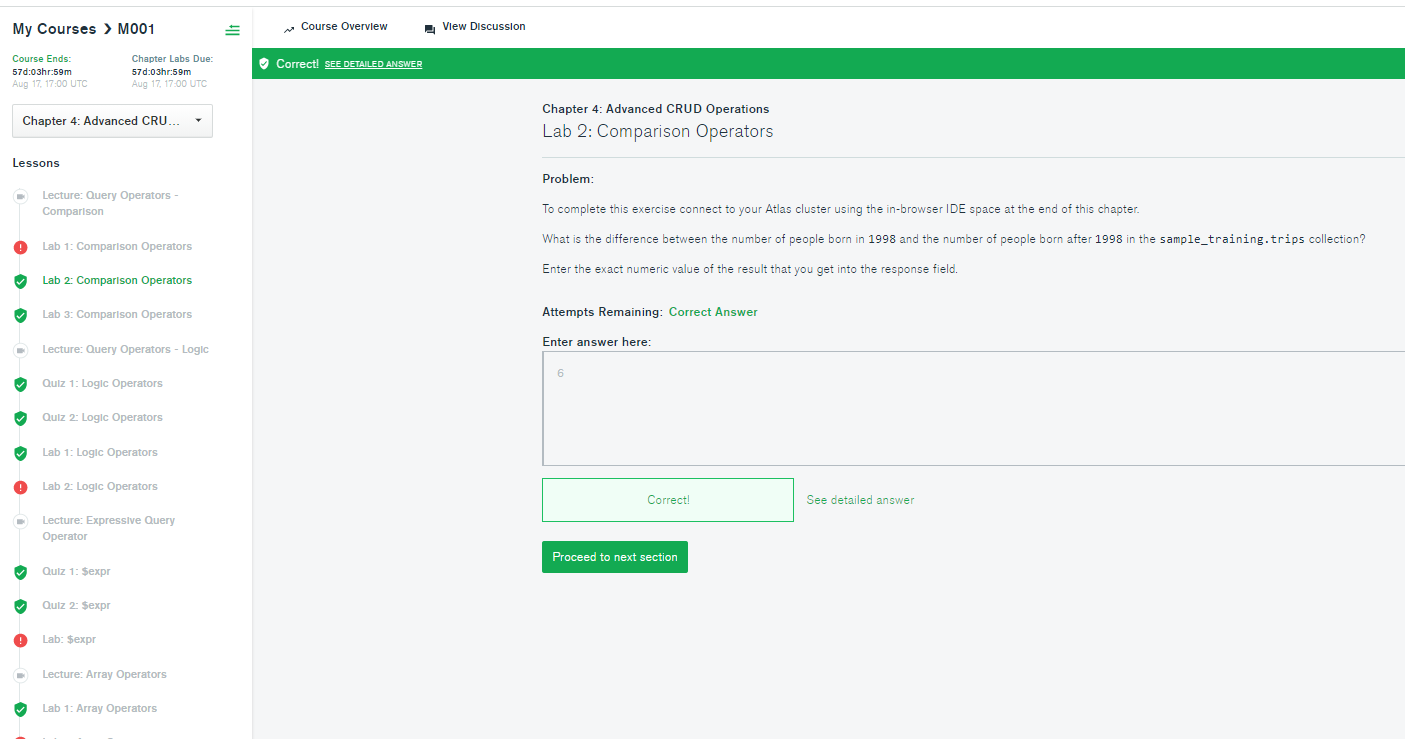 My Courses ❯ M001
Course Ends:
57d:03hr:59m
Aug 17, 17:00 UTC
Chapter Labs Due:
57d:03hr:59m
Aug 17, 17:00 UTC
Chapter 4: Advanced CRU...
Lessons
Lecture: Query Operators -
Comparison
Lab 1: Comparison Operators
Lab 2: Comparison Operators
Lab 3: Comparison Operators
Lecture: Query Operators - Logic
Quiz 1: Logic Operators
Quiz 2: Logic Operators
Lab 1: Logic Operators
Lab 2: Logic Operators
Lecture: Expressive Query
Operator
Quiz 1: $expr
Quiz 2: $expr
Lab: $expr
Lecture: Array Operators
Lab 1: Array Operators
Course Overview
View Discussion
Correct! SEE DETAILED ANSWER
Chapter 4: Advanced CRUD Operations
Lab 2: Comparison Operators
Problem:
To complete this exercise connect to your Atlas cluster using the in-browser IDE space at the end of this chapter.
What is the difference between the number of people born in 1998 and the number of people born after 1998 in the sample_training.trips collection?
Enter the exact numeric value of the result that you get into the response field.
Attempts Remaining: Correct Answer
Enter answer here:
6
Correct!
See detailed answer
Proceed to next section